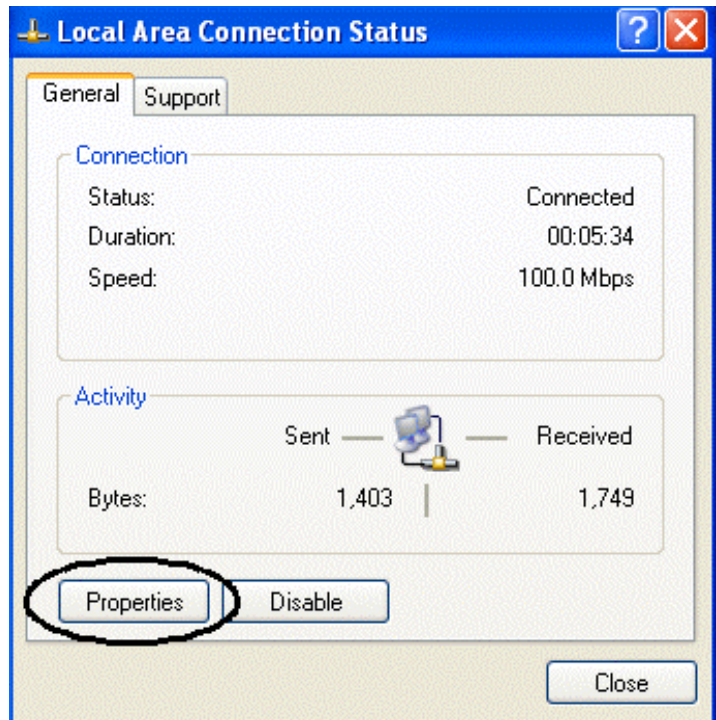 Local Area Connection Status ? X
General Support
Connection
Status: Connected
Duration: 00:05:34
Speed: 100.0 Mbps
Activity
Sent Received
Bytes: 1,403 1,749
Properties Disable
Close